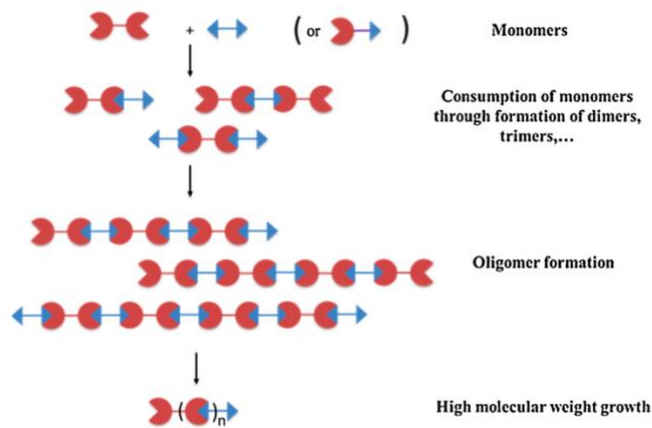 + ( or )
Monomers
Consumption of monomers
through formation of dimers,
trimers,...
Oligomer formation
( )n
High molecular weight growth